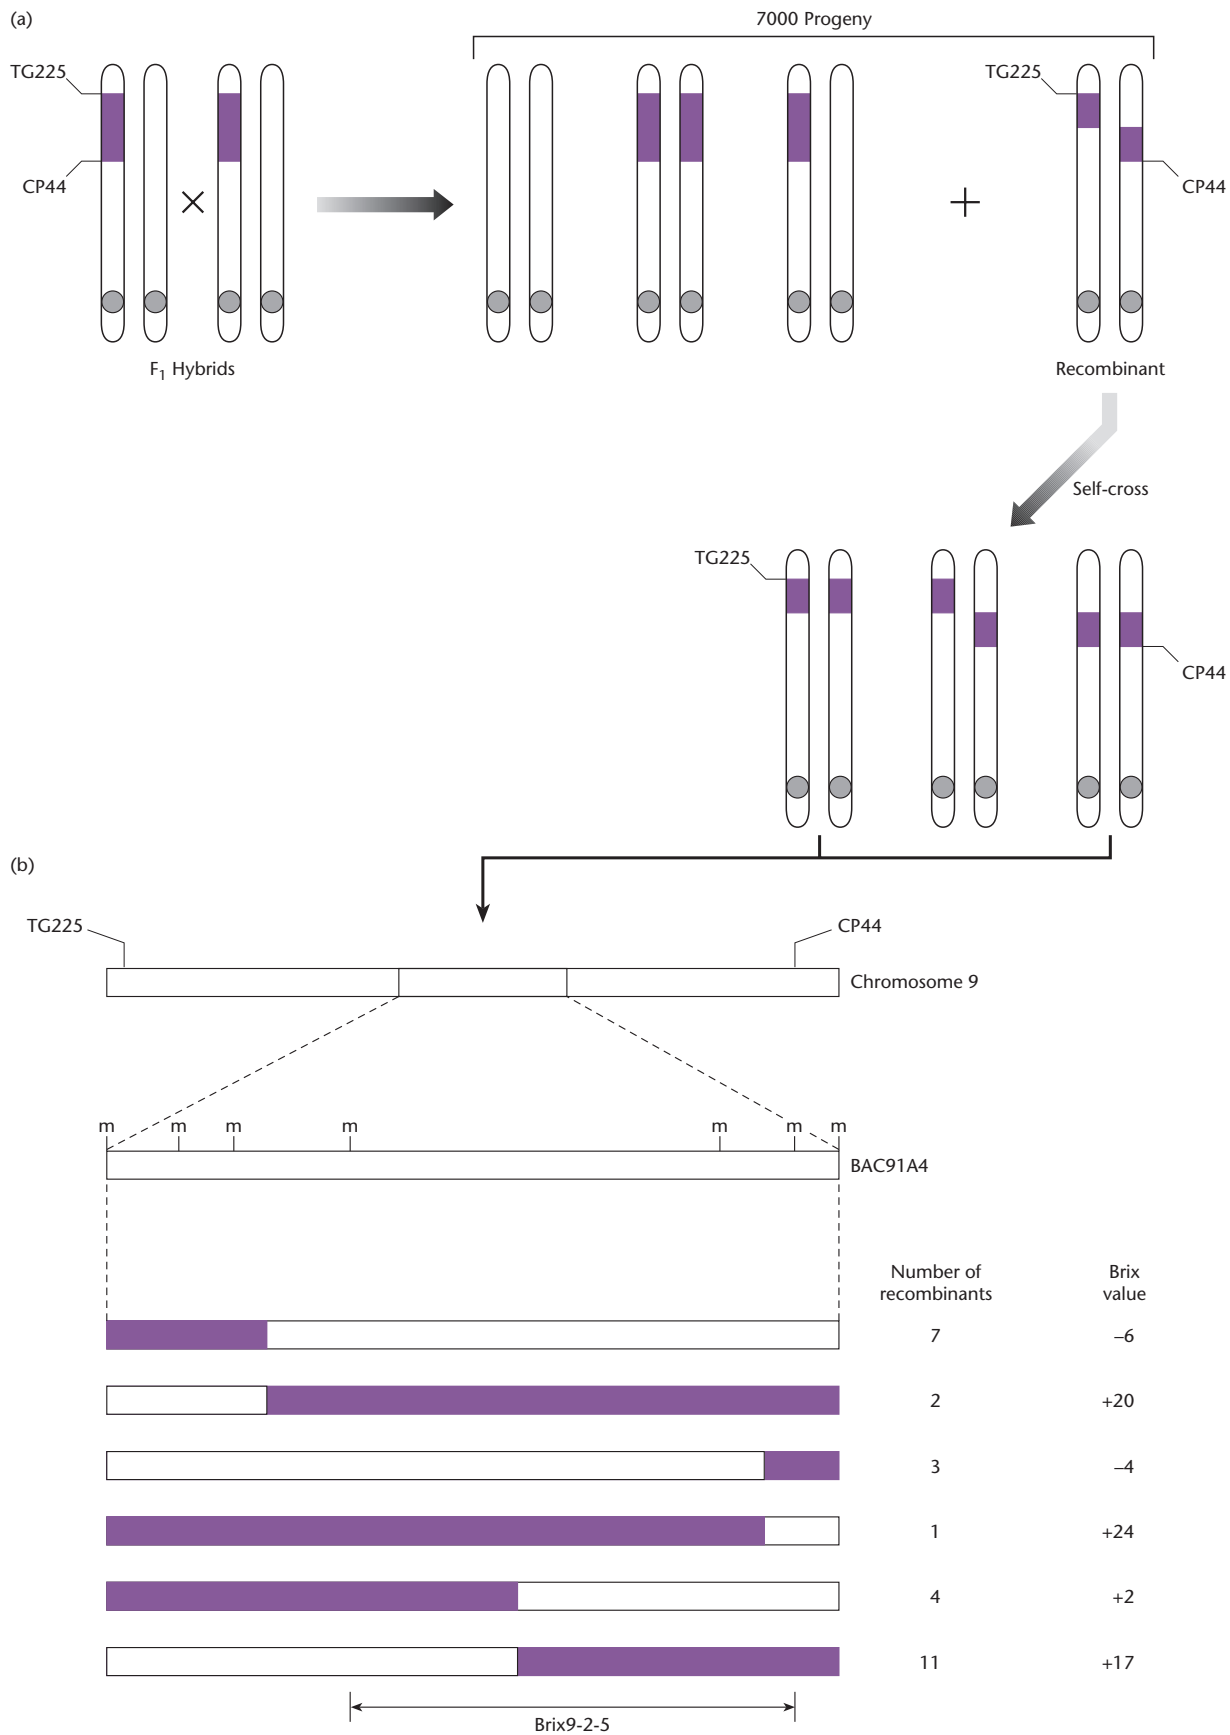 (a)
7000 Progeny
TG225
CP44
TG225
CP44
F1 Hybrids
Recombinant
Self-cross
TG225
CP44
(b)
TG225
CP44
Chromosome 9
m m m m m m m
BAC91A4
Number of recombinants
Brix value
7 –6
2 +20
3 –4
1 +24
4 +2
11 +17
Brix9-2-5